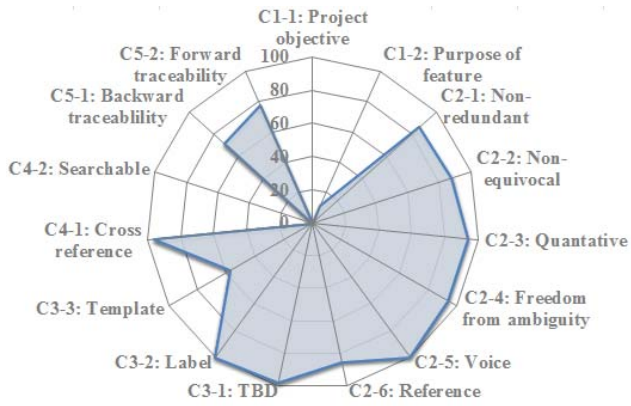 C1-1: Project
objective
C1-2: Purpose of
feature
C2-1: Non-
redundant
C2-2: Non-
equivocal
C2-3: Quantative
C2-4: Freedom
from ambiguity
C2-5: Voice
C2-6: Reference
C3-1: TBD
C3-2: Label
C3-3: Template
C4-1: Cross
reference
C4-2: Searchable
C5-1: Backward
traceablility
C5-2: Forward
traceability
100
80
60
40
20
0